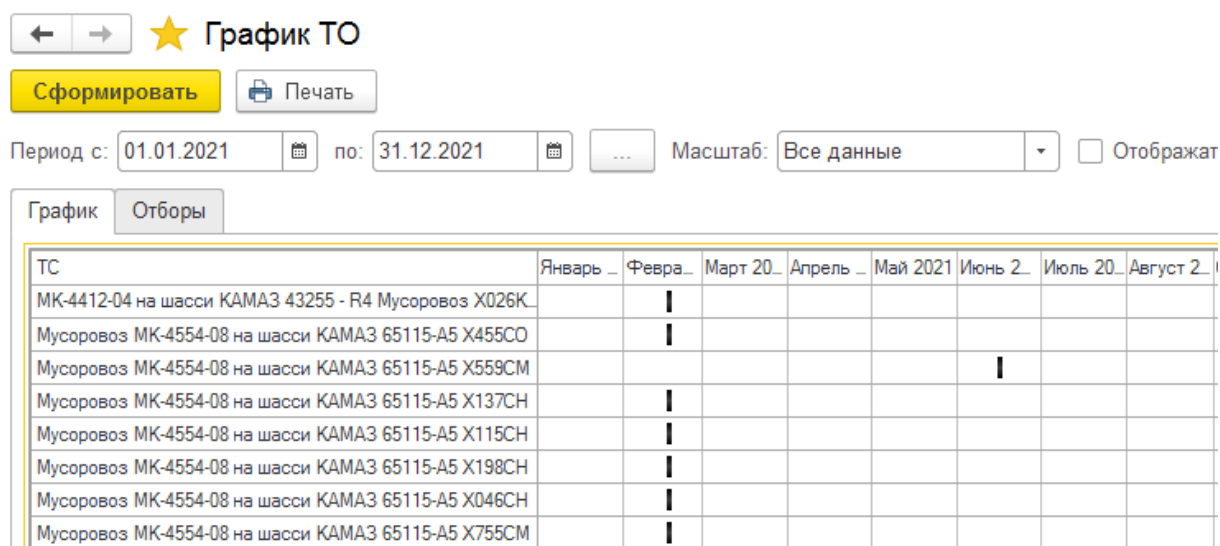 График ТО
Сформировать Печать
Период с: 01.01.2021 по: 31.12.2021 ... Масштаб: Все данные Отображат
График Отборы
ТС Январь ... Февра... Март 20... Апрель ... Май 2021 Июнь 2... Июль 20... Август 2...
МК-4412-04 на шасси КАМАЗ 43255 - R4 Мусоровоз Х026К...
Мусоровоз МК-4554-08 на шасси КАМАЗ 65115-А5 Х455СО
Мусоровоз МК-4554-08 на шасси КАМАЗ 65115-А5 Х559СМ
Мусоровоз МК-4554-08 на шасси КАМАЗ 65115-А5 Х137СН
Мусоровоз МК-4554-08 на шасси КАМАЗ 65115-А5 Х115СН
Мусоровоз МК-4554-08 на шасси КАМАЗ 65115-А5 Х198СН
Мусоровоз МК-4554-08 на шасси КАМАЗ 65115-А5 Х046СН
Мусоровоз МК-4554-08 на шасси КАМАЗ 65115-А5 Х755СМ